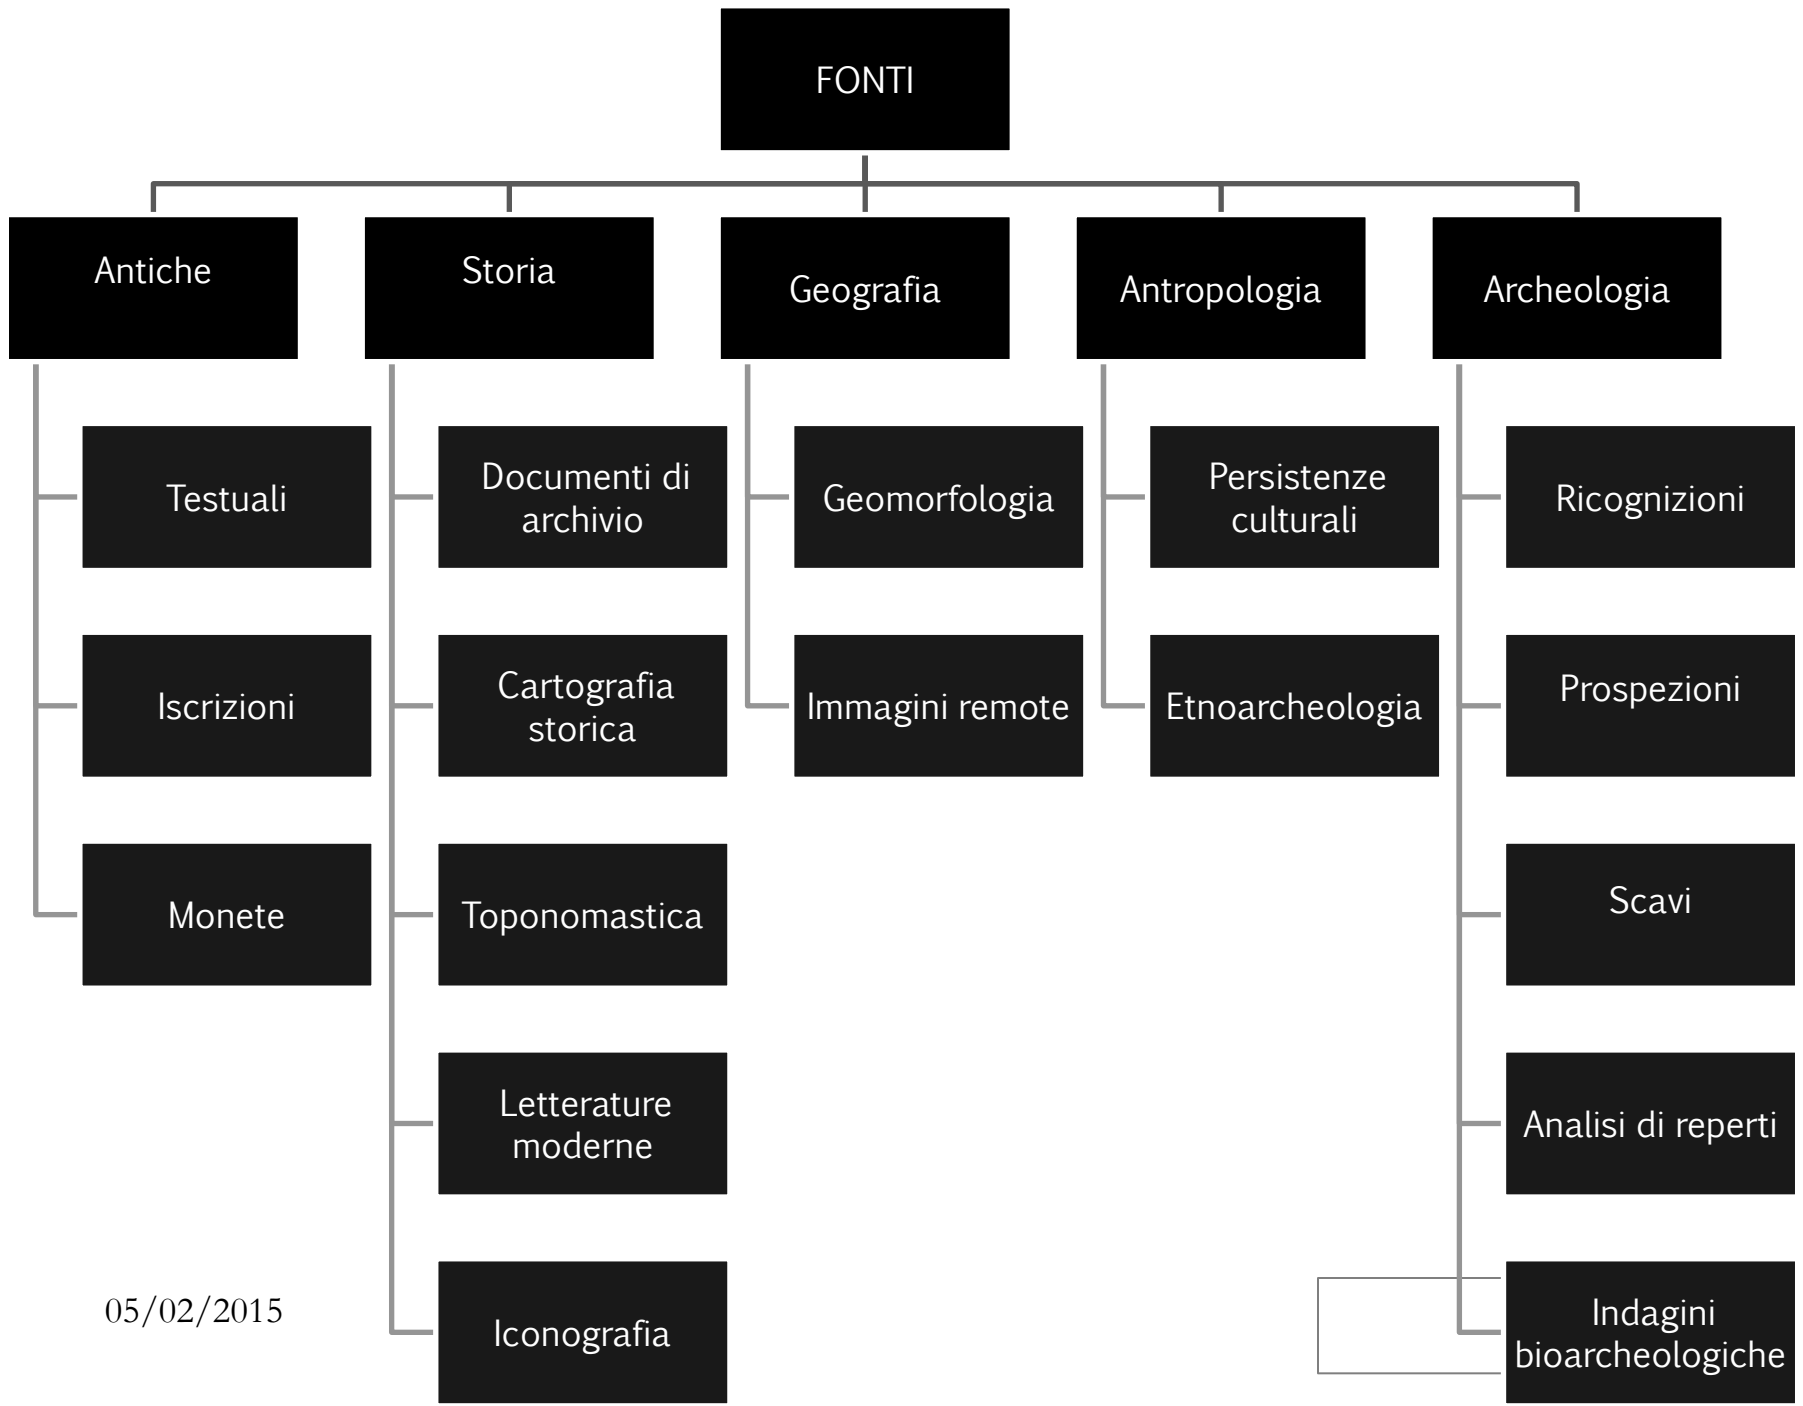 FONTI
Antiche
Storia
Geografia
Antropologia
Archeologia
Testuali
Iscrizioni
Monete
Documenti di
archivio
Cartografia
storica
Toponomastica
Letterature
moderne
Iconografia
Geomorfologia
Immagini remote
Persistenze
culturali
Etnoarcheologia
Ricognizioni
Prospezioni
Scavi
Analisi di reperti
Indagini
bioarcheologiche
05/02/2015